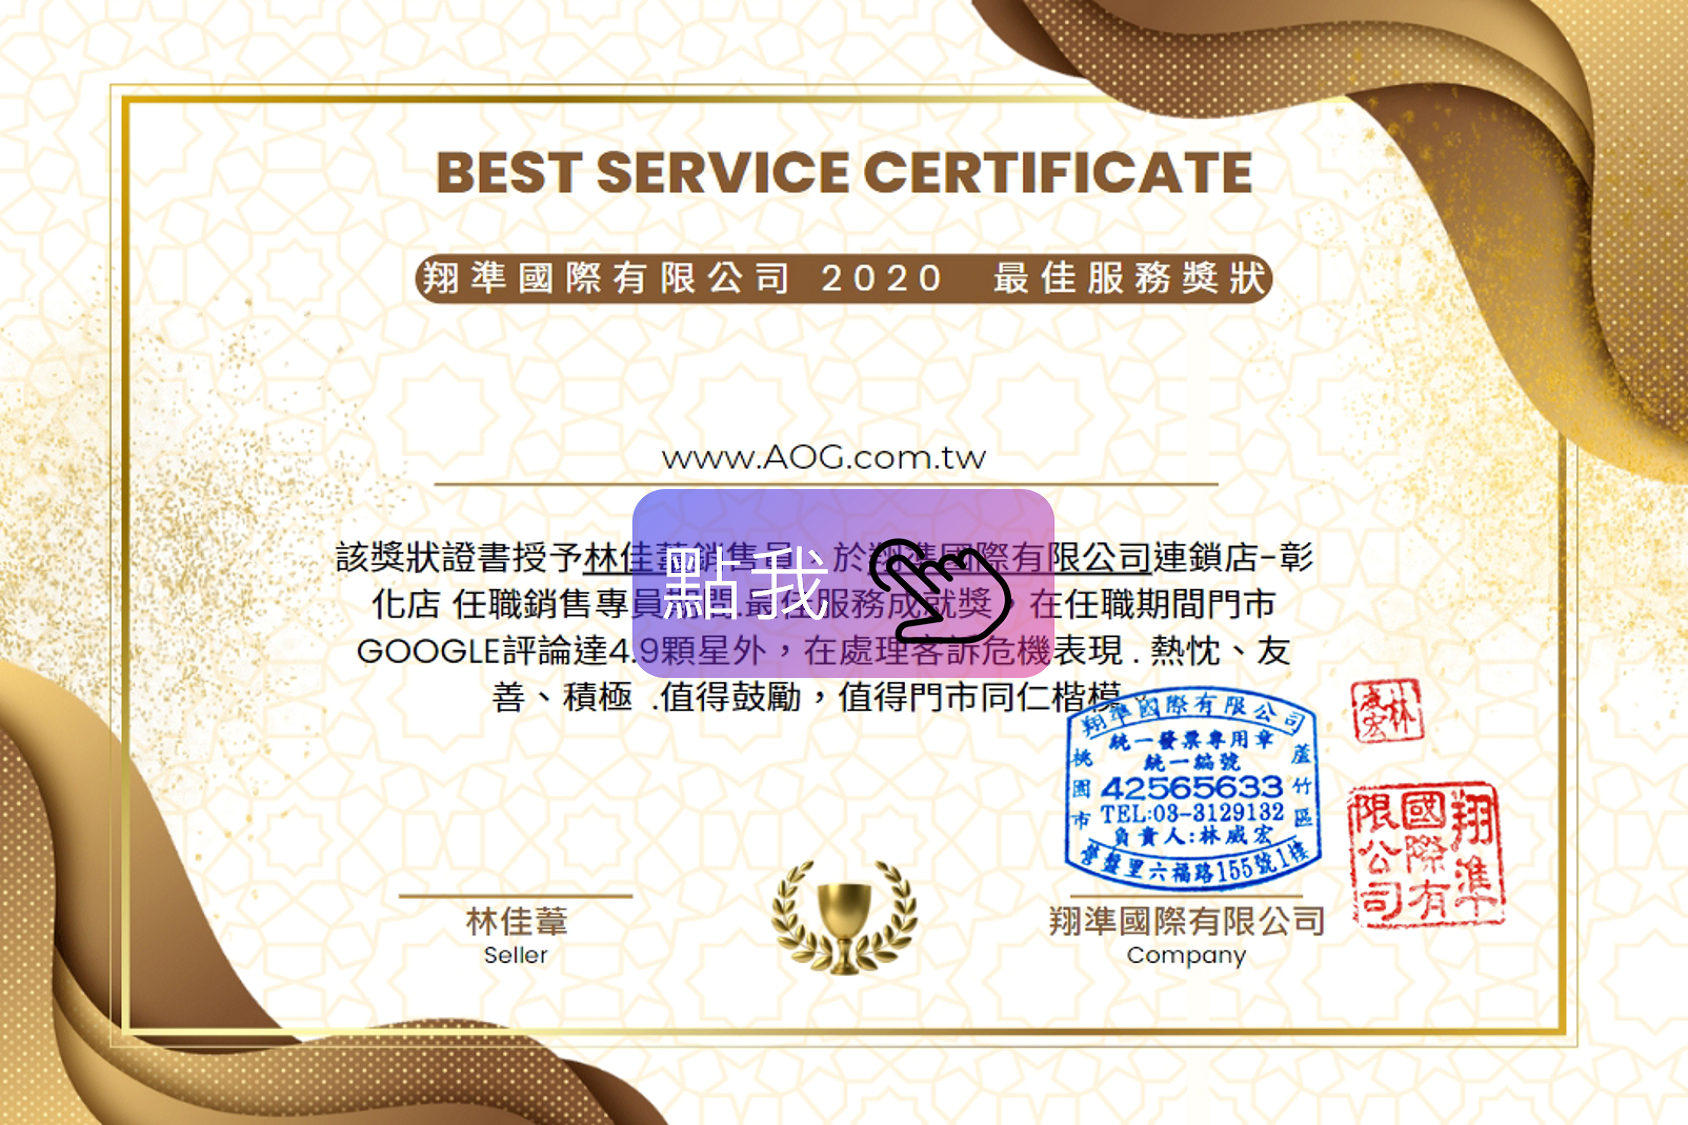 BEST SERVICE CERTIFICATE
翔準國際有限公司 2020 最佳服務獎狀
www.AOG.com.tw
該獎狀證書授予林佳葦銷售員、於翔準國際有限公司連鎖店-彰
化店 任職銷售專員期間.最佳服務成就獎，在任職期間門市
GOOGLE評論達4.9顆星外，在處理客訴危機表現 . 熱忱、友
善、積極 .值得鼓勵，值得門市同仁楷模
點我
翔準國際有限公司
統一發票專用章
統一編號
42565633
TEL:03-3129132
負責人:林威宏
桃園市
蘆竹區
營盤里六福路155號1樓
林威宏
翔準國際有限公司
林佳葦
Seller
翔準國際有限公司
Company